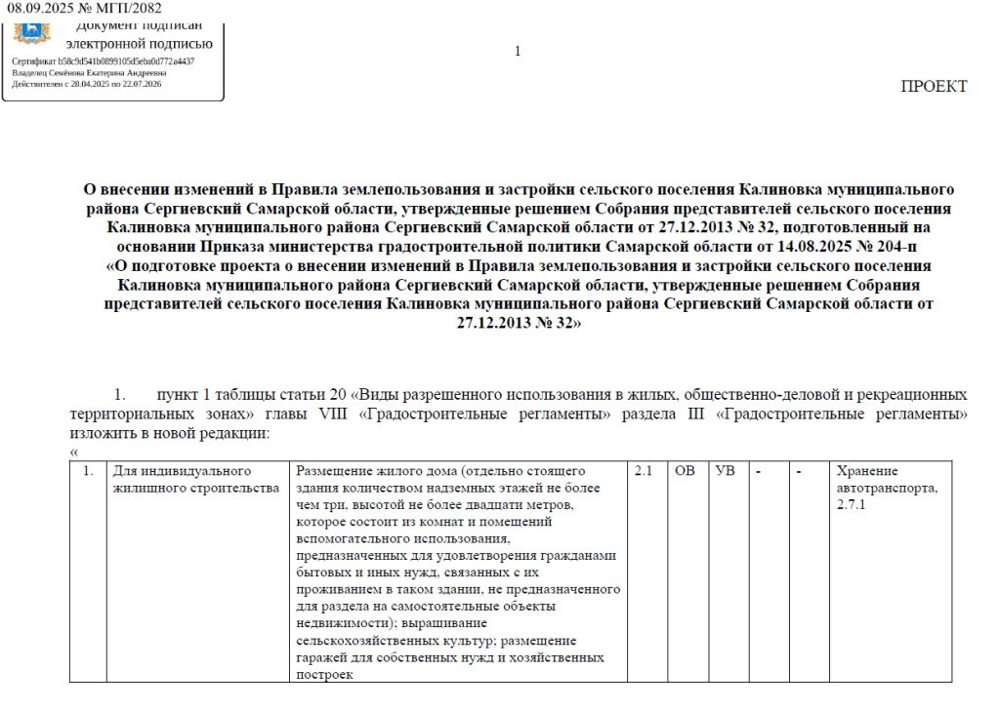 08.09.2025 № МГП/2082
Документ подписан
электронной подписью
Сертификат b58c9d541b0899105d5eba0d772a4437
Владелец Семёнова Екатерина Андреевна
Действителен с 28.04.2025 по 22.07.2026
1
ПРОЕКТ
О внесении изменений в Правила землепользования и застройки сельского поселения Калиновка муниципального
района Сергиевский Самарской области, утвержденные решением Собрания представителей сельского поселения
Калиновка муниципального района Сергиевский Самарской области от 27.12.2013 № 32, подготовленный на
основании Приказа министерства градостроительной политики Самарской области от 14.08.2025 № 204-п
«О подготовке проекта о внесении изменений в Правила землепользования и застройки сельского поселения
Калиновка муниципального района Сергиевский Самарской области, утвержденные решением Собрания
представителей сельского поселения Калиновка муниципального района Сергиевский Самарской области от
27.12.2013 № 32»
1. пункт 1 таблицы статьи 20 «Виды разрешенного использования в жилых, общественно-деловой и рекреационных
территориальных зонах» главы VIII «Градостроительные регламенты» раздела III «Градостроительные регламенты»
изложить в новой редакции:
«
1.
Для индивидуального
жилищного строительства
Размещение жилого дома (отдельно стоящего
здания количеством надземных этажей не более
чем три, высотой не более двадцати метров,
которое состоит из комнат и помещений
вспомогательного использования,
предназначенных для удовлетворения гражданами
бытовых и иных нужд, связанных с их
проживанием в таком здании, не предназначенного
для раздела на самостоятельные объекты
недвижимости); выращивание
сельскохозяйственных культур; размещение
гаражей для собственных нужд и хозяйственных
построек
2.1
ОВ
УВ
-
-
Хранение
автотранспорта,
2.7.1